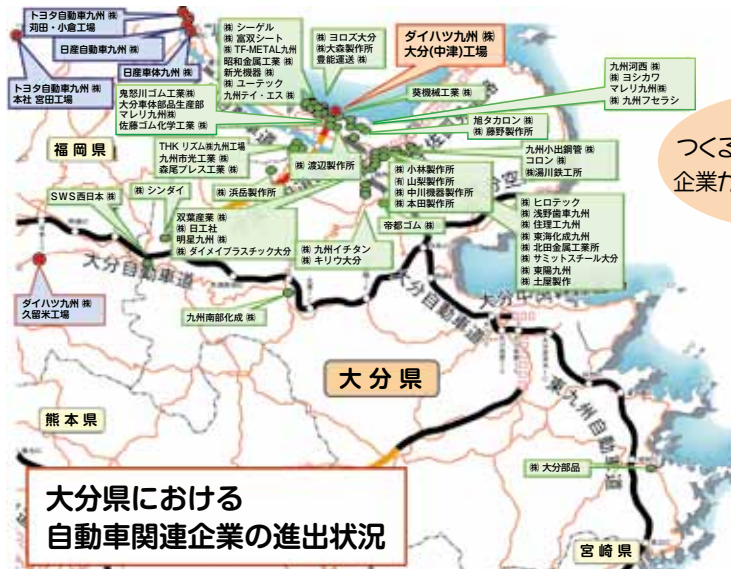 トヨタ自動車九州 ㈱
苅田・小倉工場
日産自動車九州 ㈱
日産車体九州 ㈱
トヨタ自動車九州 ㈱
本社 宮田工場
㈱ シーゲル
㈱ 富双シート
㈱ TF-METAL九州
昭和金属工業 ㈱
新光機器 ㈱
㈱ ユーテック
九州テイ・エス ㈱
㈱ ヨロズ大分
㈱ 大森製作所
豊能運送 ㈱
ダイハツ九州 ㈱
大分(中津)工場
葵機械工業 ㈱
九州河西 ㈱
㈱ ヨシカワ
マレリ九州㈱
㈱ 九州フセラシ
鬼怒川ゴム工業㈱
大分車体部品生産部
マレリ九州㈱
佐藤ゴム化学工業 ㈱
旭タカロン ㈱
㈱ 藤野製作所
つくる
企業が
福岡県
THK リズム㈱九州工場
九州市光工業 ㈱
森尾プレス工業 ㈱
㈱ 渡辺製作所
㈱ 小林製作所
㈲ 山梨製作所
㈱ 中川機器製作所
㈱ 本田製作所
九州小出鋼管 ㈱
コロン ㈱
㈱湯川鉄工所
SWS西日本 ㈱
㈱ シンダイ
㈱ 浜岳製作所
双葉産業 ㈱
㈱ 日工社
明星九州 ㈱
㈱ ダイメイプラスチック大分
㈱ 九州イチタン
㈱ キリウ大分
帝都ゴム ㈱
㈱ ヒロテック
㈱ 浅野歯車九州
㈱ 住理工九州
㈱ 東海化成九州
㈱ 北田金属工業所
㈱ サミットスチール大分
㈱ 東陽九州
㈱ 土屋製作
大分自動車道
大分自動車道
ダイハツ九州 ㈱
久留米工場
九州南部化成 ㈱
大分県
東九州自動車道
熊本県
㈱ 大分部品
大分県における
自動車関連企業の進出状況
宮崎県